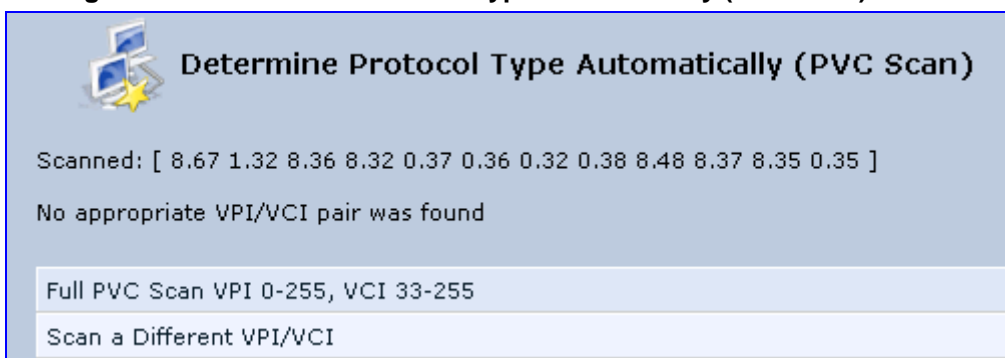 Determine Protocol Type Automatically (PVC Scan)
Scanned: [ 8.67 1.32 8.36 8.32 0.37 0.36 0.32 0.38 8.48 8.37 8.35 0.35 ]
No appropriate VPI/VCI pair was found
Full PVC Scan VPI 0-255, VCI 33-255
Scan a Different VPI/VCI